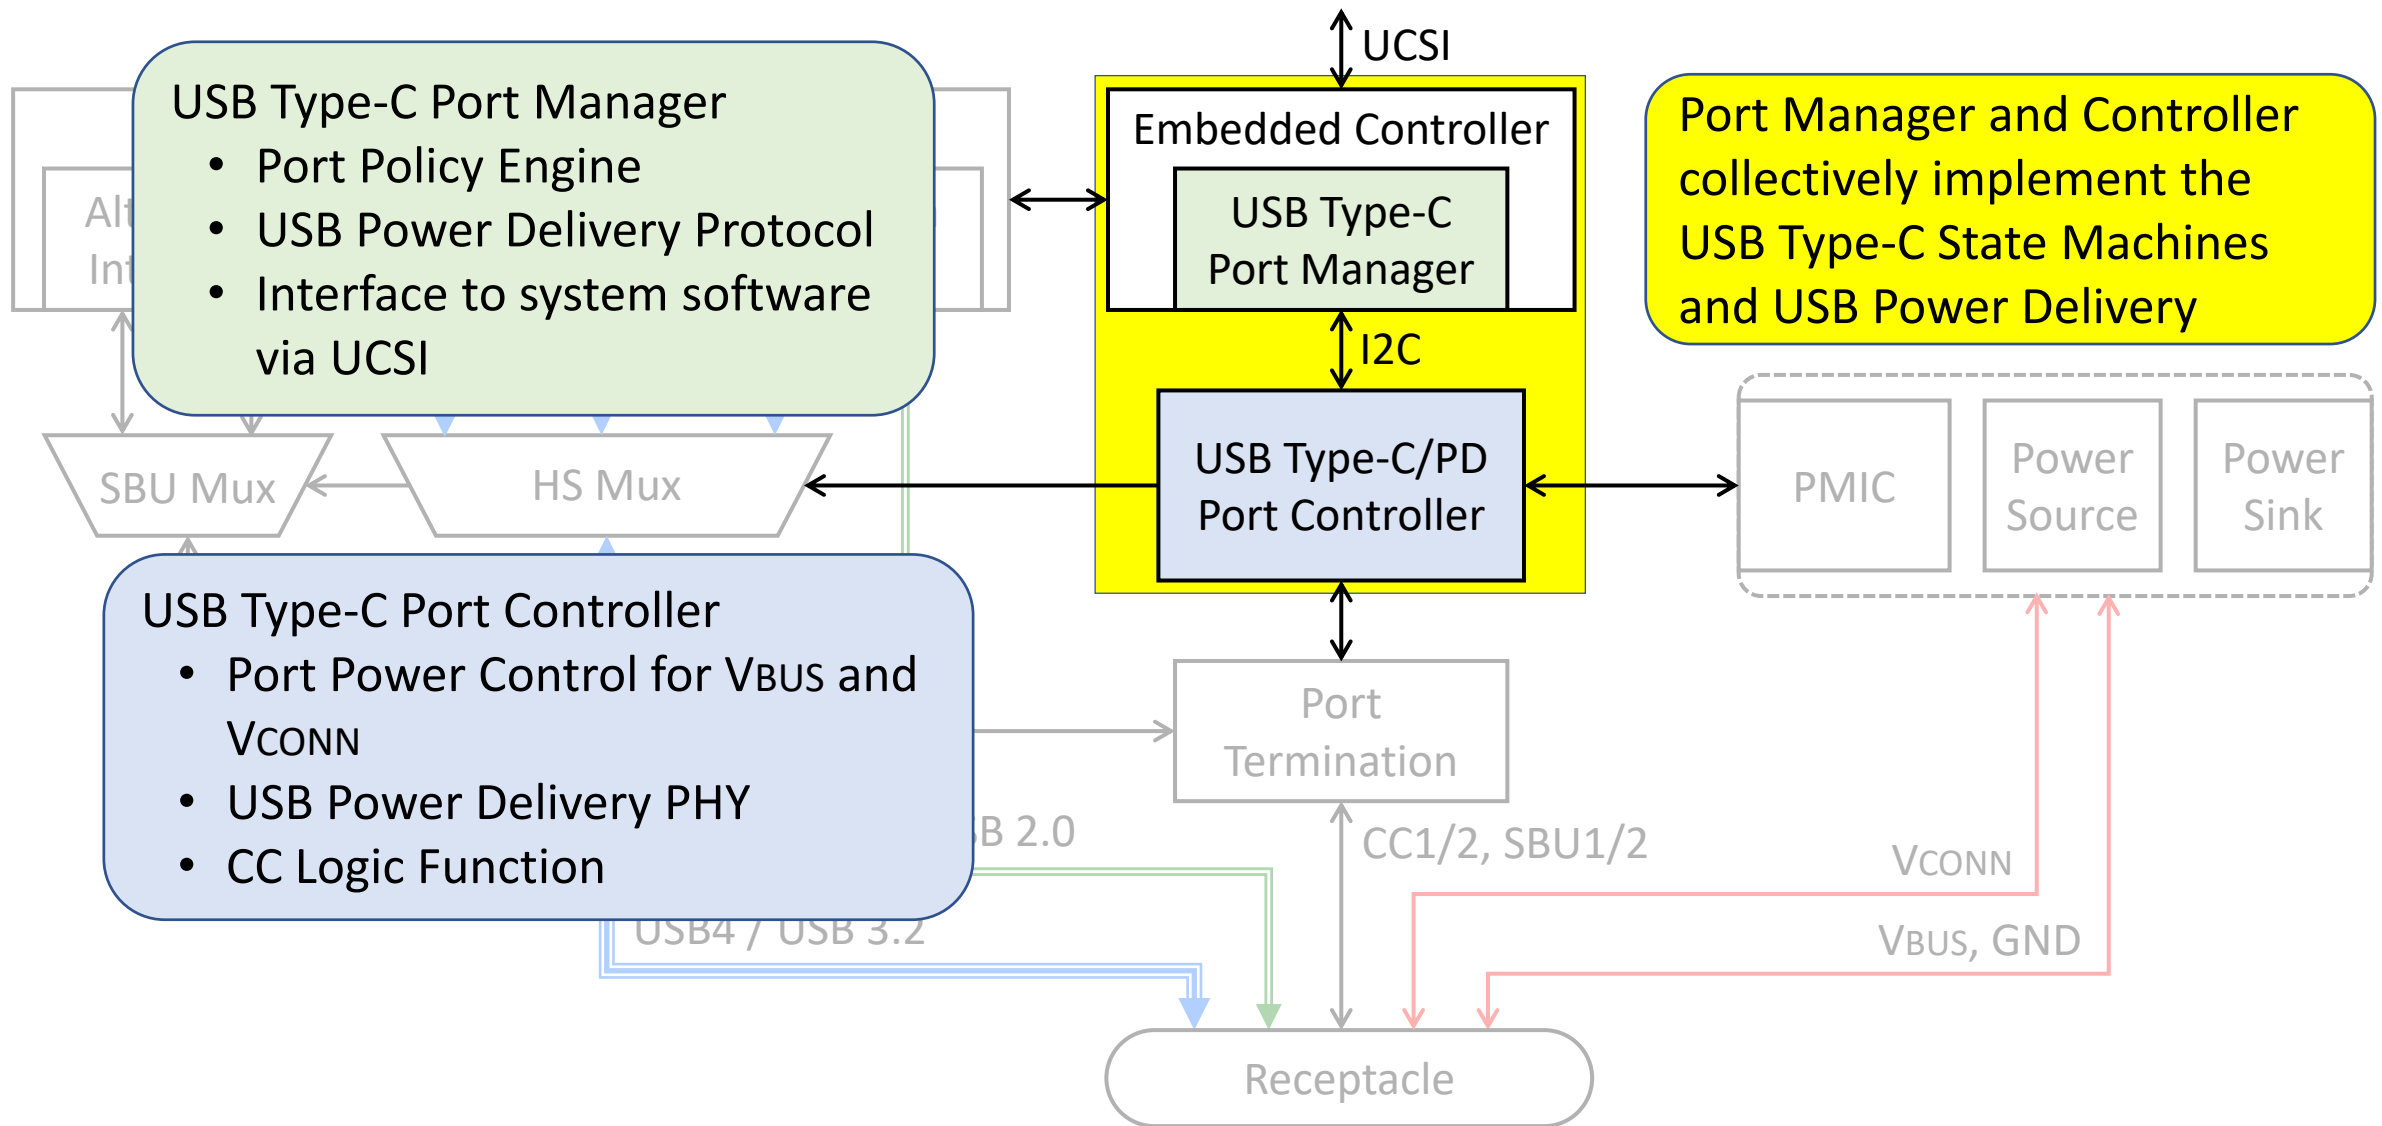 UCSI
USB Type-C Port Manager
• Port Policy Engine
• USB Power Delivery Protocol
• Interface to system software
via UCSI
Embedded Controller
USB Type-C
Port Manager
Port Manager and Controller
collectively implement the
USB Type-C State Machines
and USB Power Delivery
I2C
SBU Mux
HS Mux
USB Type-C/PD
Port Controller
PMIC
Power
Source
Power
Sink
USB Type-C Port Controller
• Port Power Control for VBUS and
VCONN
• USB Power Delivery PHY
• CC Logic Function
Port
Termination
2.0
CC1/2, SBU1/2
VCONN
USB4 / USB 3.2
VBUS, GND
Receptacle